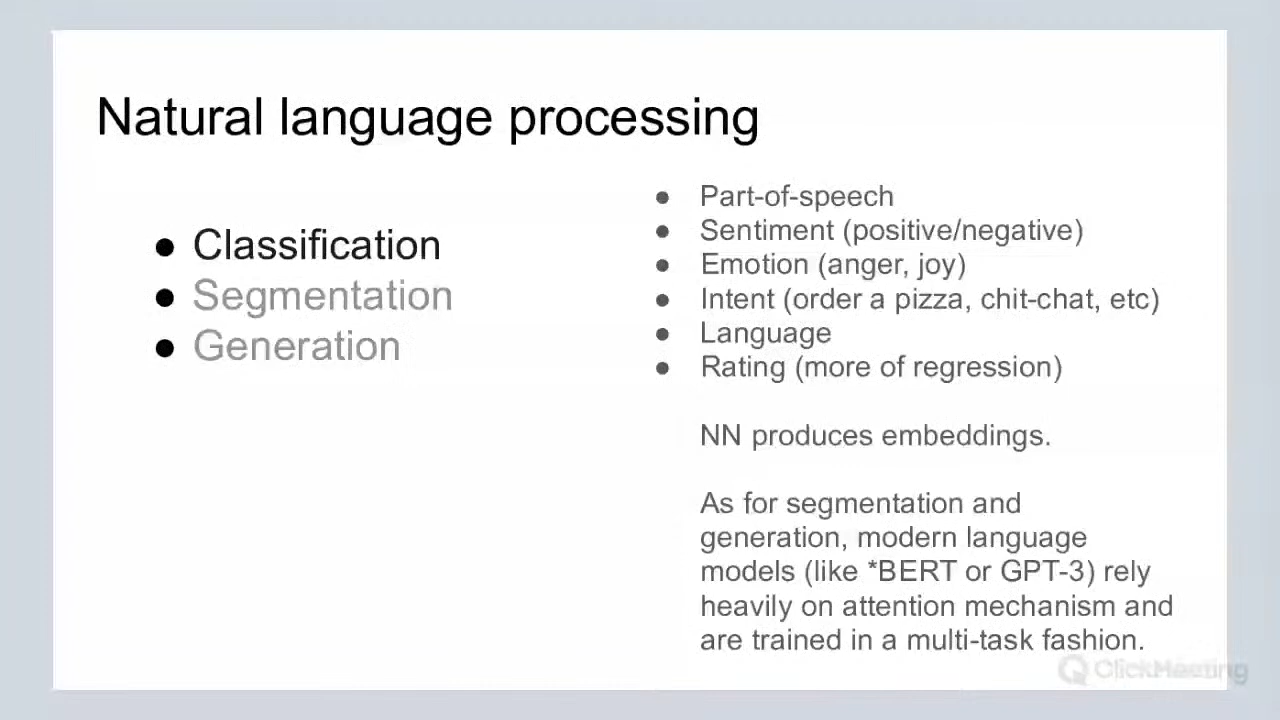 Natural language processing
● Classification
● Segmentation
● Generation
● Part-of-speech
● Sentiment (positive/negative)
● Emotion (anger, joy)
● Intent (order a pizza, chit-chat, etc)
● Language
● Rating (more of regression)
NN produces embeddings.
As for segmentation and
generation, modern language
models (like *BERT or GPT-3) rely
heavily on attention mechanism and
are trained in a multi-task fashion.
ClickMeeting